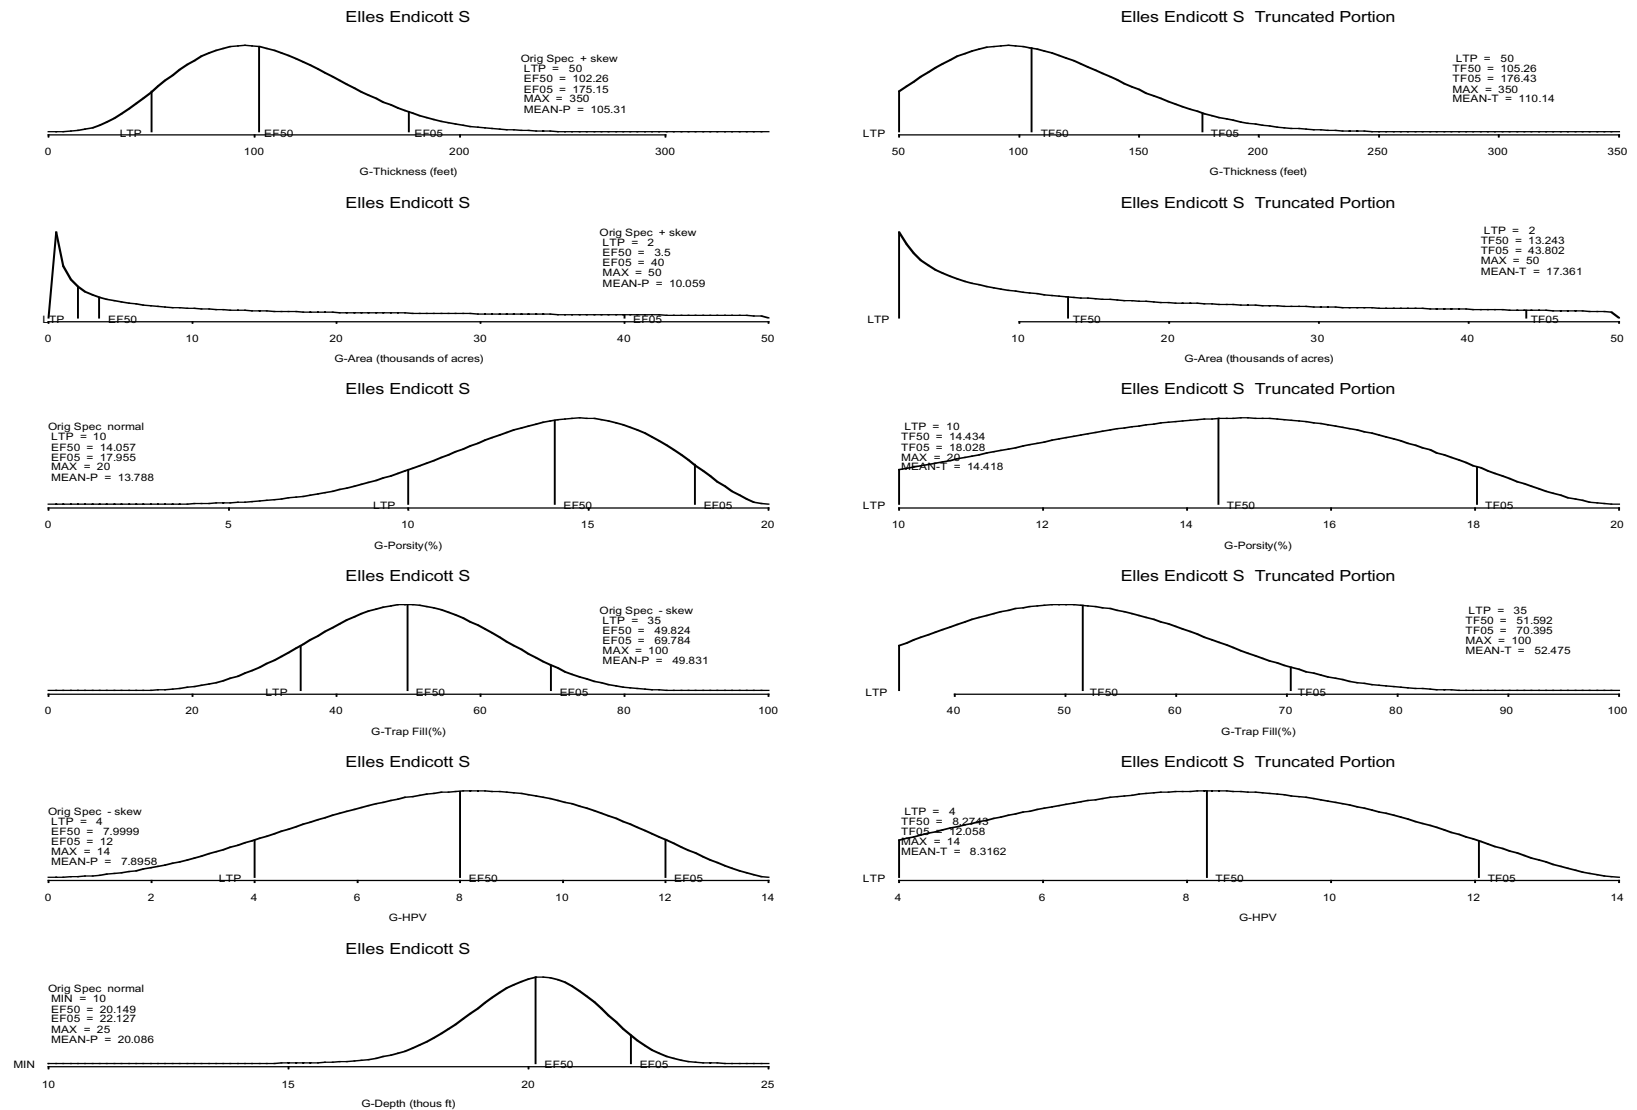 Elles Endicott S
Orig Spec + skew
LTP = 50
EF50 = 102.26
EF05 = 175.15
MAX = 350
MEAN-P = 105.31
LTP EF50 EF05
0 100 200 300
G-Thickness (feet)
Elles Endicott S Truncated Portion
LTP = 50
TF50 = 105.26
TF05 = 176.43
MAX = 350
MEAN-T = 110.14
LTP TF50 TF05
50 100 150 200 250 300 350
G-Thickness (feet)
Elles Endicott S
Orig Spec + skew
LTP = 2
EF50 = 3.5
EF05 = 40
MAX = 50
MEAN-P = 10.059
LTP EF50 EF05
0 10 20 30 40 50
G-Area (thousands of acres)
Elles Endicott S Truncated Portion
LTP = 2
TF50 = 13.243
TF05 = 43.802
MAX = 50
MEAN-T = 17.361
LTP TF50 TF05
10 20 30 40 50
G-Area (thousands of acres)
Elles Endicott S
Orig Spec normal
LTP = 10
EF50 = 14.057
EF05 = 17.955
MAX = 20
MEAN-P = 13.788
LTP EF50 EF05
0 5 10 15 20
G-Porsity(%)
Elles Endicott S Truncated Portion
LTP = 10
TF50 = 14.434
TF05 = 18.028
MAX = 20
MEAN-T = 14.418
LTP TF50 TF05
10 12 14 16 18 20
G-Porsity(%)
Elles Endicott S
Orig Spec - skew
LTP = 35
EF50 = 49.824
EF05 = 69.784
MAX = 100
MEAN-P = 49.831
LTP EF50 EF05
0 20 40 60 80 100
G-Trap Fill(%)
Elles Endicott S Truncated Portion
LTP = 35
TF50 = 51.592
TF05 = 70.395
MAX = 100
MEAN-T = 52.475
LTP TF50 TF05
40 50 60 70 80 90 100
G-Trap Fill(%)
Elles Endicott S
Orig Spec - skew
LTP = 4
EF50 = 7.9999
EF05 = 12
MAX = 14
MEAN-P = 7.8958
LTP EF50 EF05
0 2 4 6 8 10 12 14
G-HPV
Elles Endicott S Truncated Portion
LTP = 4
TF50 = 8.2743
TF05 = 12.058
MAX = 14
MEAN-T = 8.3162
LTP TF50 TF05
4 6 8 10 12 14
G-HPV
Elles Endicott S
Orig Spec normal
MIN = 10
EF50 = 20.149
EF05 = 22.127
MAX = 25
MEAN-P = 20.086
MIN EF50 EF05
10 15 20 25
G-Depth (thous ft)